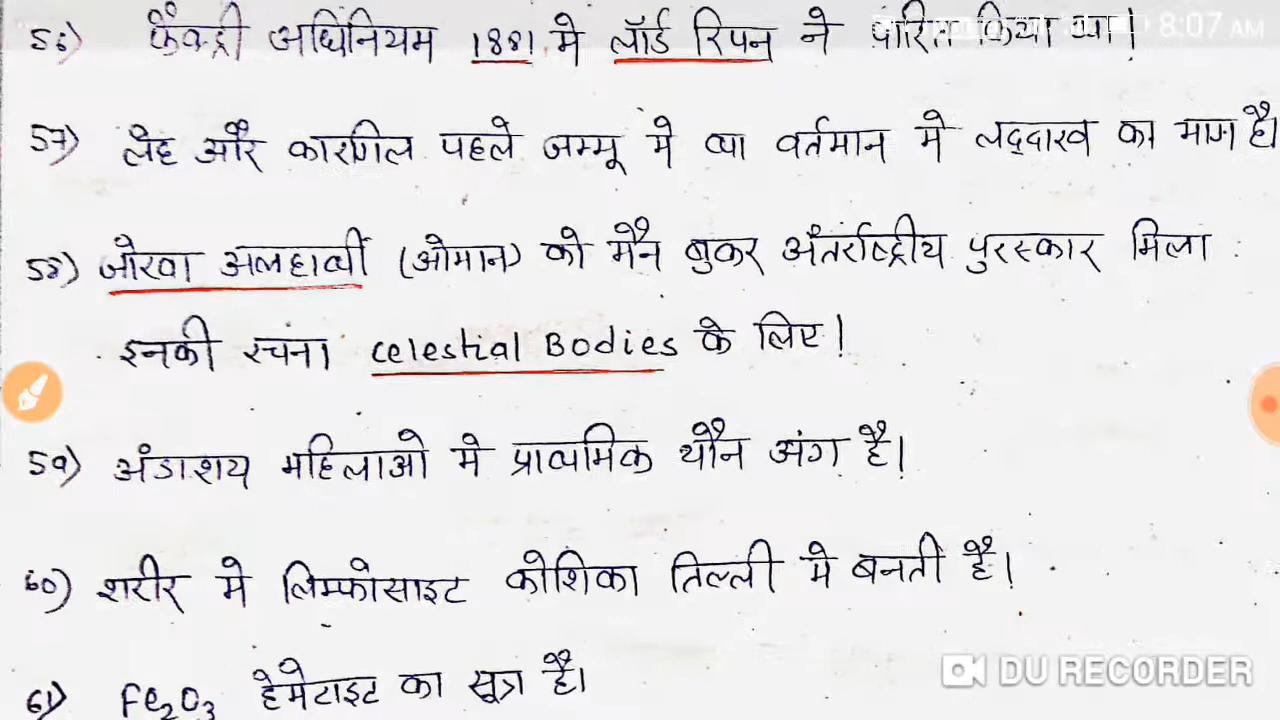 56) फैक्ट्री अधिनियम 1881 मे लॉर्ड रिपन ने पारित किया था।
8:07 AM
57) लेह और कारगिल पहले जम्मू मे था वर्तमान मे लद्दाख का भाग है।
58) जोखा अलहार्थी (ओमान) को मैन बुकर अंतर्राष्ट्रीय पुरस्कार मिला
इनकी रचना Celestial Bodies के लिए।
59) अंडाशय महिलाओ मे प्राथमिक यौन अंग है।
60) शरीर मे लिम्फोसाइट कोशिका तिल्ली मे बनती है।
61) Fe₂O₃ हेमेटाइट का सूत्र है।
DU RECORDER